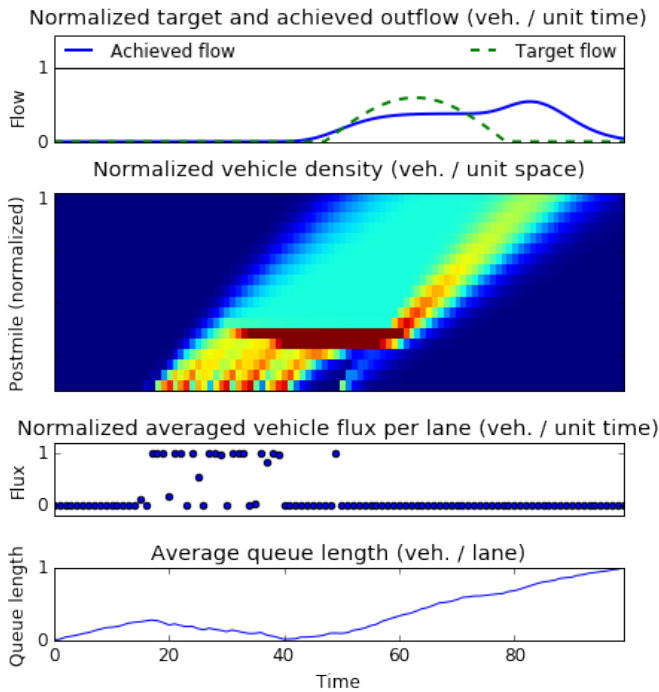 Normalized target and achieved outflow (veh. / unit time)
Achieved flow Target flow
1
Flow
0
Normalized vehicle density (veh. / unit space)
1
Postmile (normalized)
Normalized averaged vehicle flux per lane (veh. / unit time)
1
Flux
0
Average queue length (veh. / lane)
1
Queue length
0
0 20 40 60 80
Time